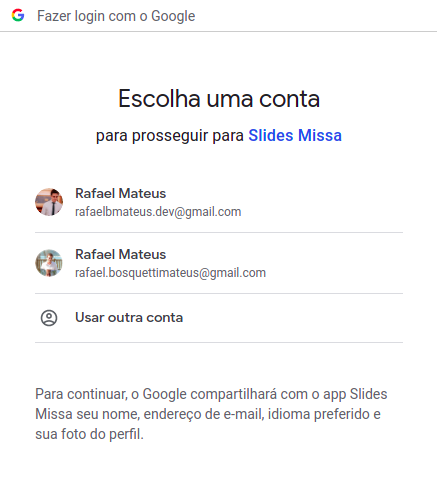 Fazer login com o Google
Escolha uma conta
para prosseguir para Slides Missa
Rafael Mateus
rafaelbmateus.dev@gmail.com
Rafael Mateus
rafael.bosquettimateus@gmail.com
Usar outra conta
Para continuar, o Google compartilhará com o app Slides
Missa seu nome, endereço de e-mail, idioma preferido e
sua foto do perfil.